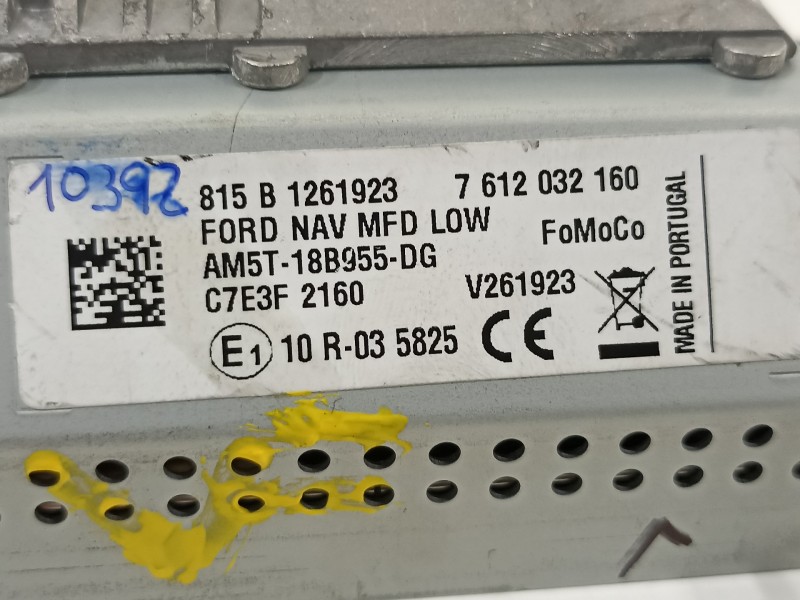 10392
815 B 1261923 7 612 032 160
FORD NAV MFD LOW
FoMoCo
AM5T-18B955-DG
C7E3F 2160 V261923
E1 10 R-03 5825 CE
MADE IN PORTUGAL